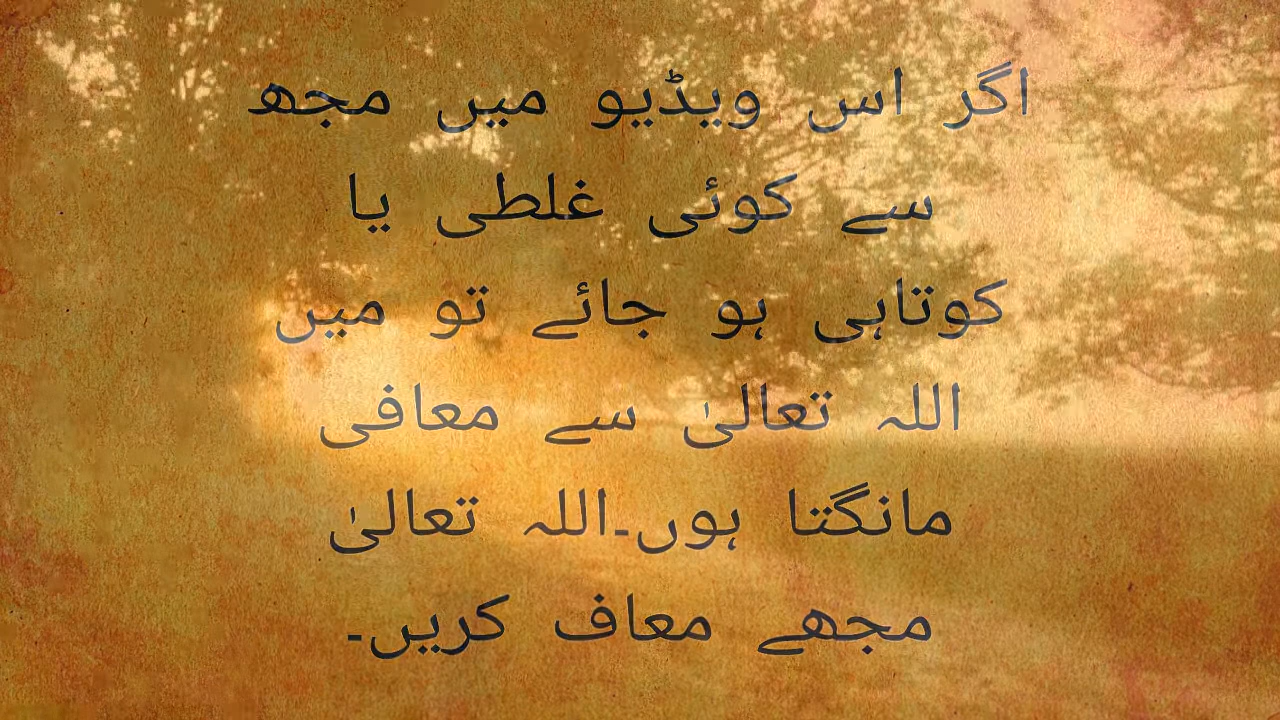 اگر اس ویڈیو میں مجھ
سے کوئی غلطی یا
کوتاہی ہو جائے تو میں
اللہ تعالیٰ سے معافی
مانگتا ہوں۔اللہ تعالیٰ
مجھے معاف کریں۔